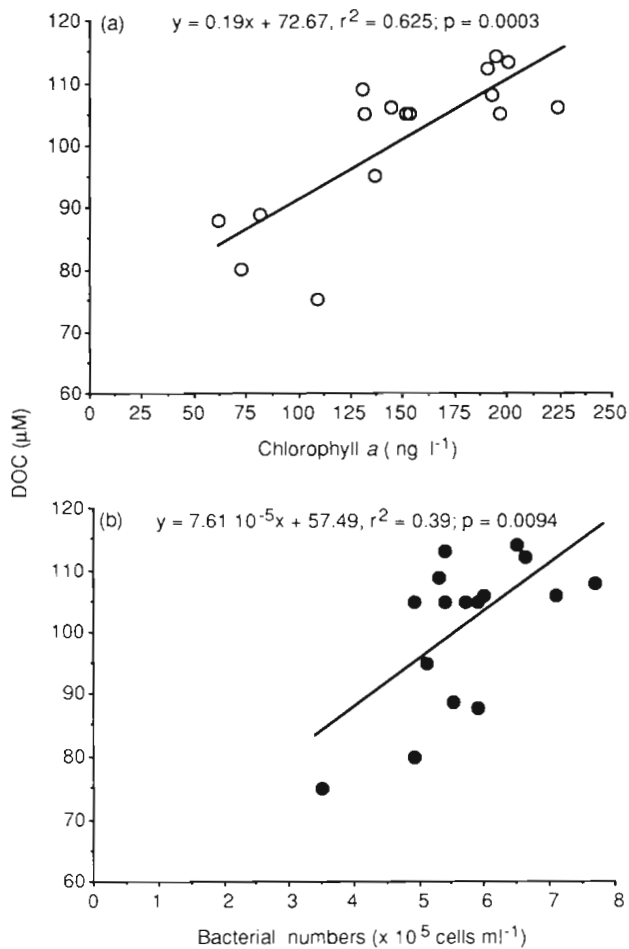 (a) y = 0.19x + 72.67, r² = 0.625; p = 0.0003
120
110
100
90
80
70
60
0 25 50 75 100 125 150 175 200 225 250
Chlorophyll a ( ng l⁻¹)
DOC (µM)
(b) y = 7.61 10⁻⁵x + 57.49, r² = 0.39; p = 0.0094
120
110
100
90
80
70
60
0 1 2 3 4 5 6 7 8
Bacterial numbers (x 10⁵ cells ml⁻¹)